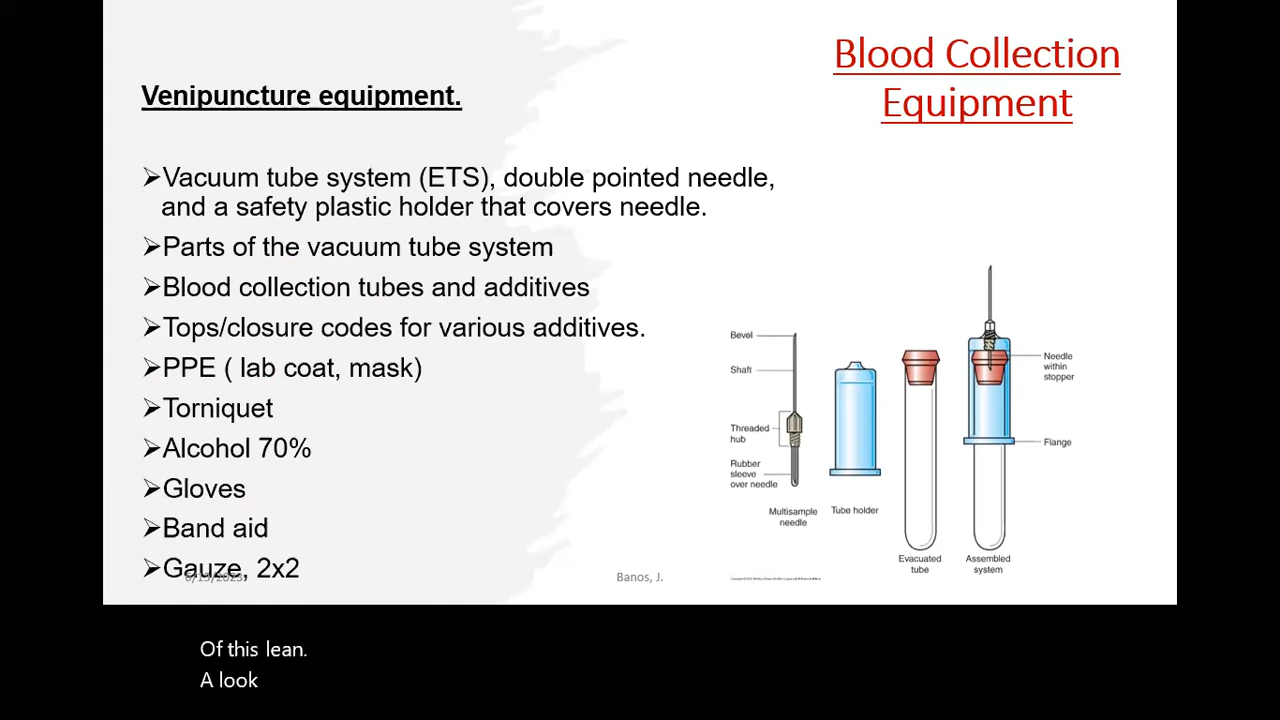 Blood Collection
Equipment
Venipuncture equipment.
➢Vacuum tube system (ETS), double pointed needle,
and a safety plastic holder that covers needle.
➢Parts of the vacuum tube system
➢Blood collection tubes and additives
➢Tops/closure codes for various additives.
➢PPE ( lab coat, mask)
➢Torniquet
➢Alcohol 70%
➢Gloves
➢Band aid
➢Gauze, 2x2
Bevel
Shaft
Threaded
hub
Rubber
sleeve
over needle
Multisample
needle
Tube holder
Evacuated
tube
Assembled
system
Needle
within
stopper
Flange
Banos, J.
Of this lean.
A look